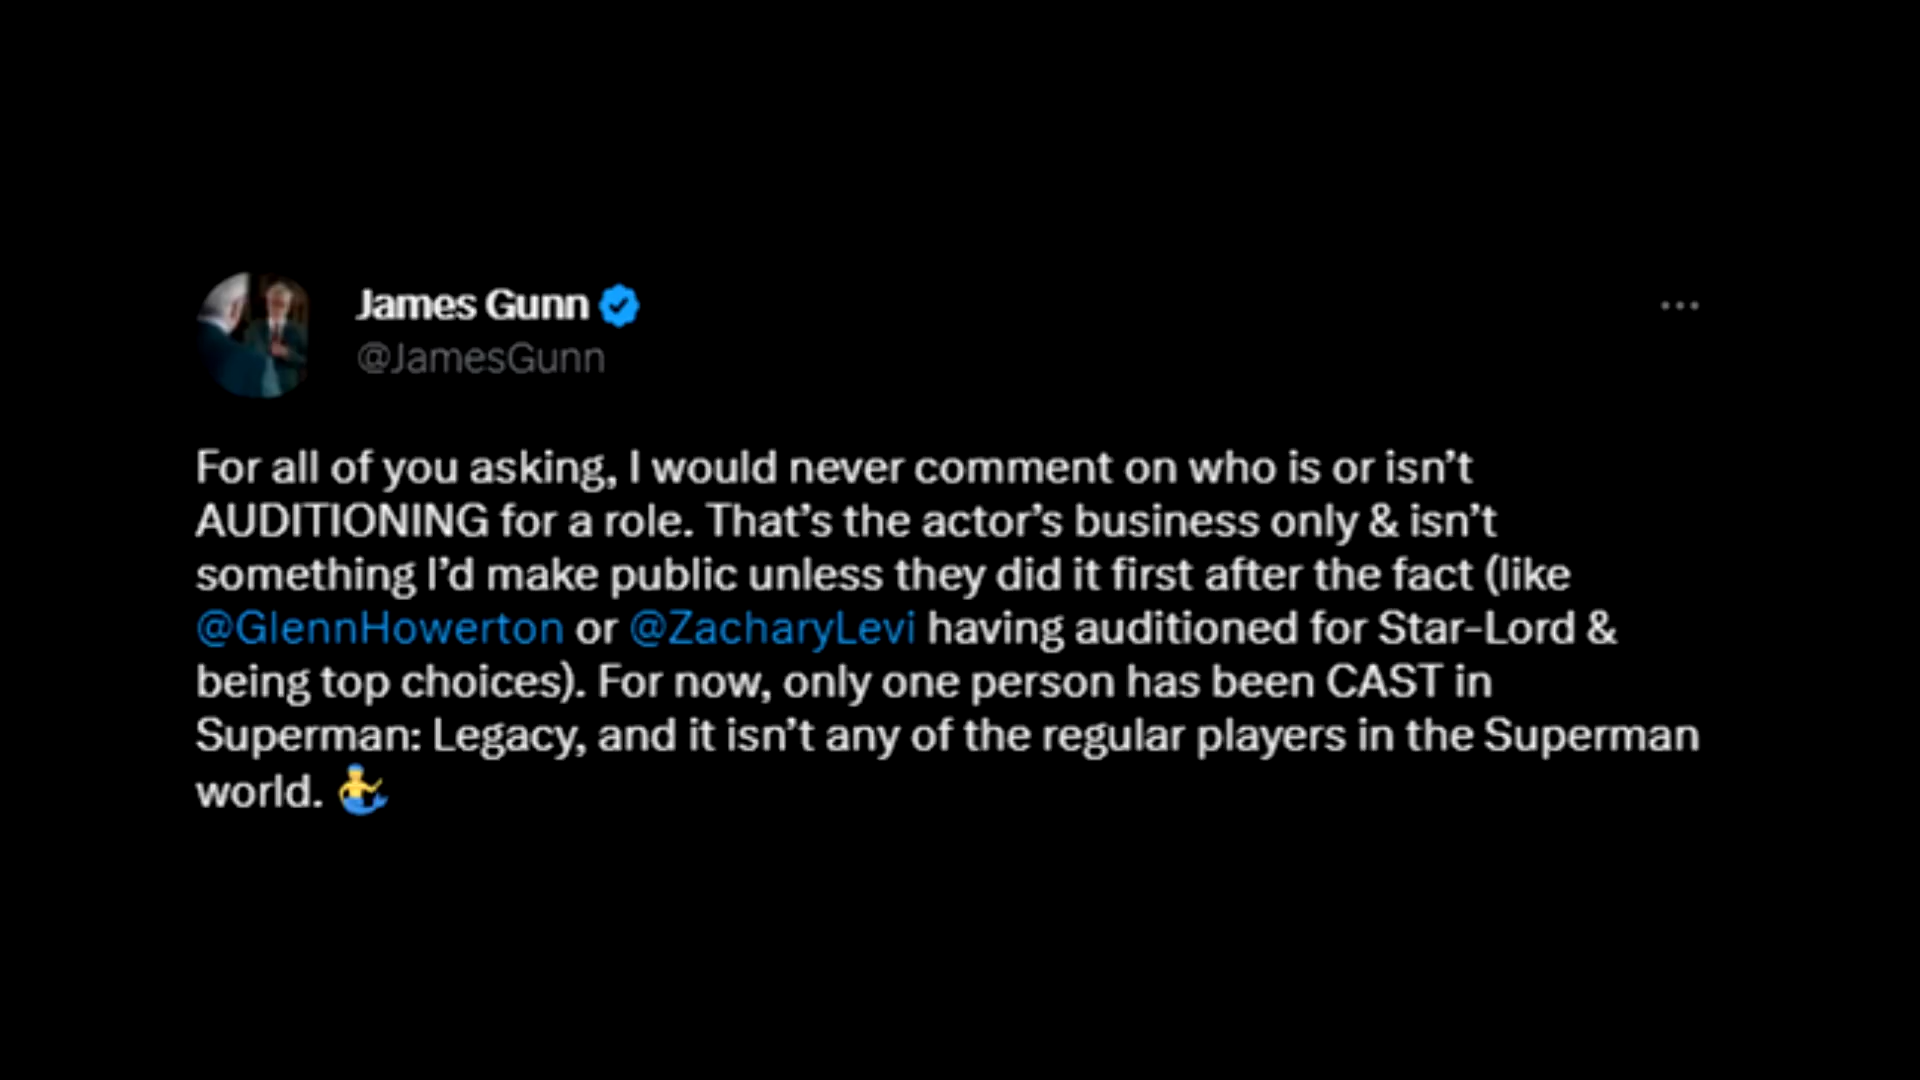 James Gunn
@JamesGunn
For all of you asking, I would never comment on who is or isn’t
AUDITIONING for a role. That’s the actor’s business only & isn’t
something I’d make public unless they did it first after the fact (like
@GlennHowerton or @ZacharyLevi having auditioned for Star-Lord &
being top choices). For now, only one person has been CAST in
Superman: Legacy, and it isn’t any of the regular players in the Superman
world. 🧜‍♂️